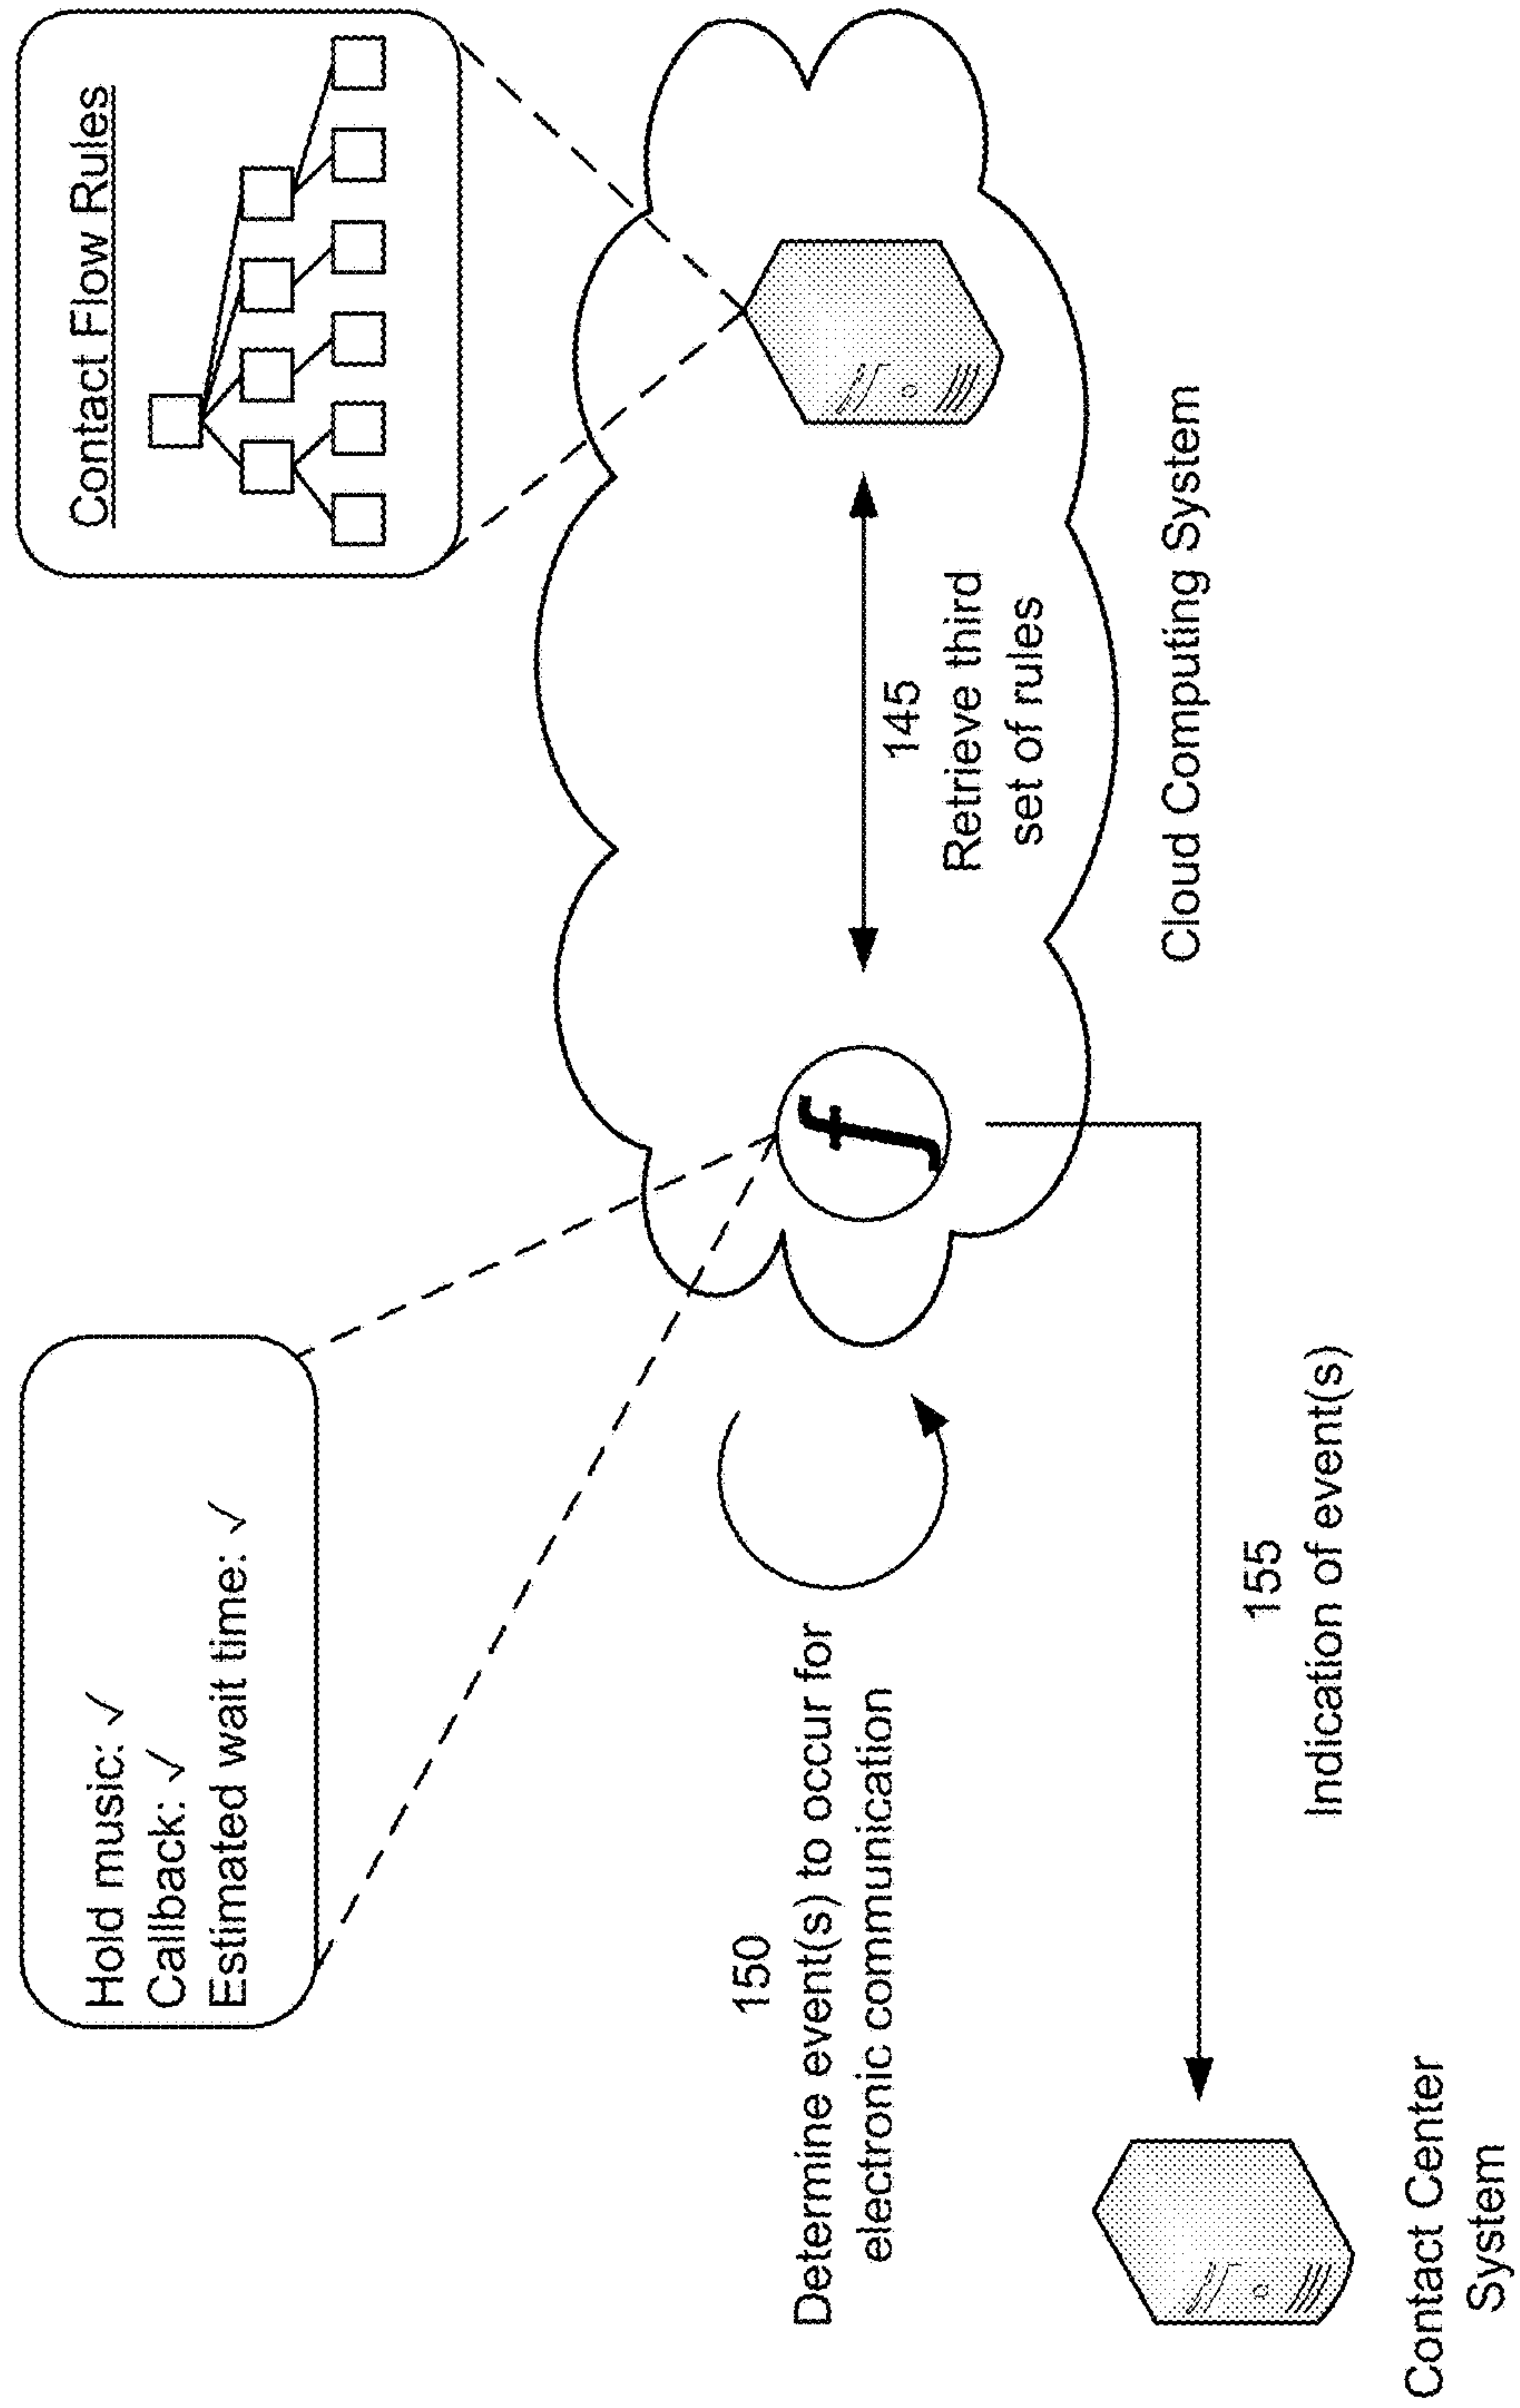 Hold music: ✓
Callback: ✓
Estimated wait time: ✓
Contact Flow Rules
150
Determine event(s) to occur for
electronic communication
f
145
Retrieve third
set of rules
Cloud Computing System
155
Indication of event(s)
Contact Center
System